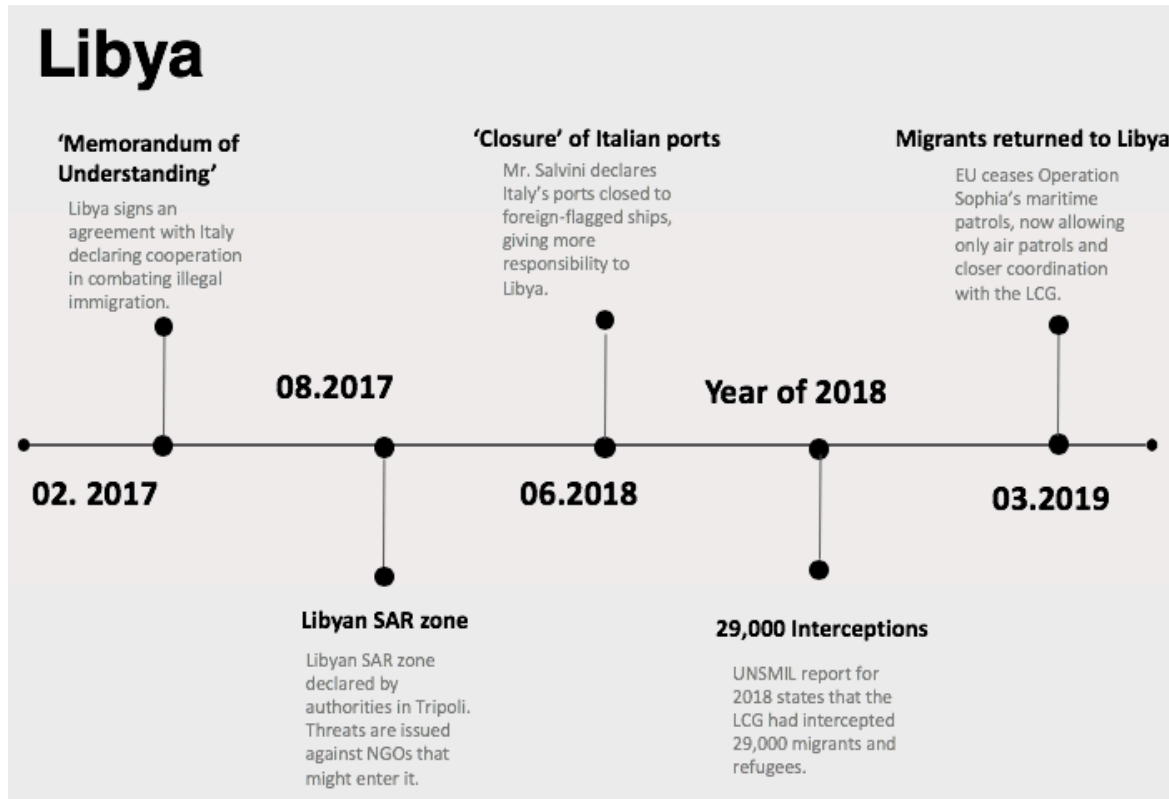 Libya
‘Memorandum of
Understanding’
Libya signs an
agreement with Italy
declaring cooperation
in combating illegal
immigration.
‘Closure’ of Italian ports
Mr. Salvini declares
Italy’s ports closed to
foreign-flagged ships,
giving more
responsibility to
Libya.
Migrants returned to Libya
EU ceases Operation
Sophia’s maritime
patrols, now allowing
only air patrols and
closer coordination
with the LCG.
08.2017
Year of 2018
02. 2017
06.2018
03.2019
Libyan SAR zone
Libyan SAR zone
declared by
authorities in Tripoli.
Threats are issued
against NGOs that
might enter it.
29,000 Interceptions
UNSMIL report for
2018 states that the
LCG had intercepted
29,000 migrants and
refugees.